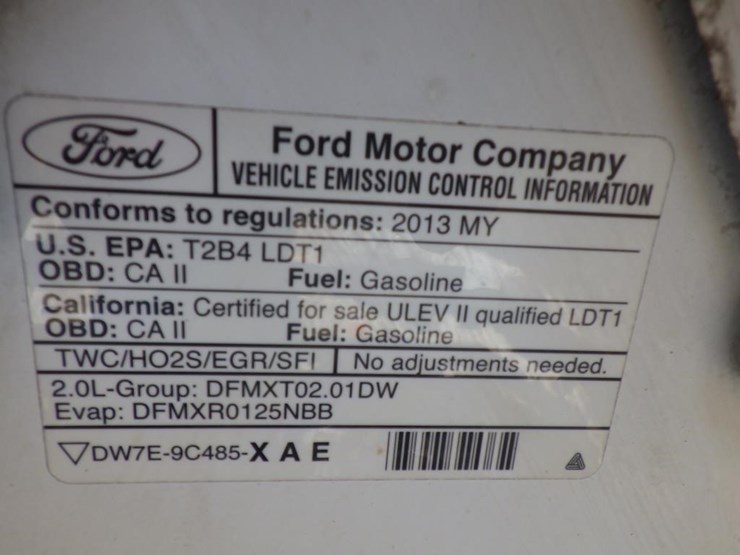 Ford
Ford Motor Company
VEHICLE EMISSION CONTROL INFORMATION
Conforms to regulations: 2013 MY
U.S. EPA: T2B4 LDT1
OBD: CA II Fuel: Gasoline
California: Certified for sale ULEV II qualified LDT1
OBD: CA II Fuel: Gasoline
TWC/HO2S/EGR/SFI No adjustments needed.
2.0L-Group: DFMXT02.01DW
Evap: DFMXR0125NBB
DW7E-9C485-X A E